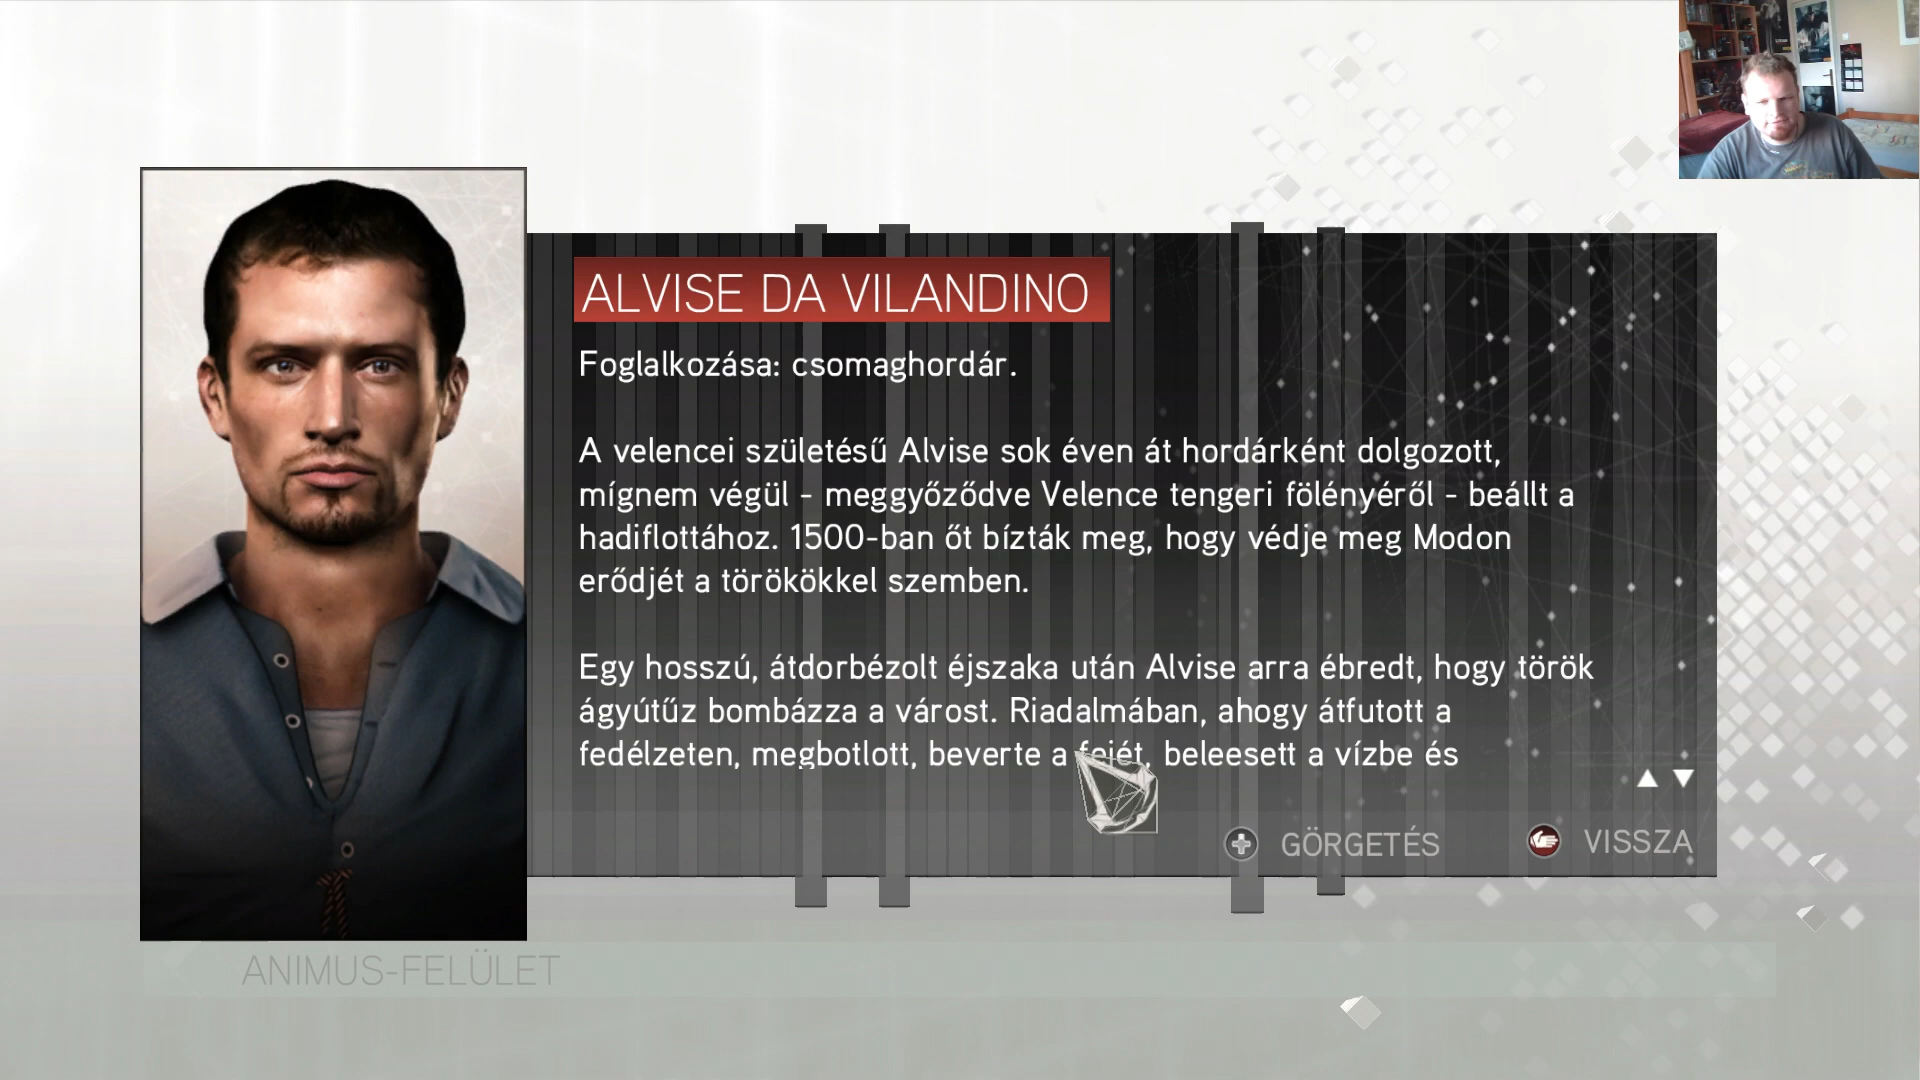 ALVISE DA VILANDINO
Foglalkozása: csomaghordár.
A velencei születésű Alvise sok éven át hordárként dolgozott,
mígnem végül - meggyőződve Velence tengeri fölényéről - beállt a
hadiflottához. 1500-ban őt bízták meg, hogy védje meg Modon
erődjét a törökökkel szemben.
Egy hosszú, átdorbézolt éjszaka után Alvise arra ébredt, hogy török
ágyútűz bombázza a várost. Riadalmában, ahogy átfutott a
fedélzeten, megbotlott, beverte a fejét, beleesett a vízbe és
GÖRGETÉS
VISSZA
ANIMUS-FELÜLET